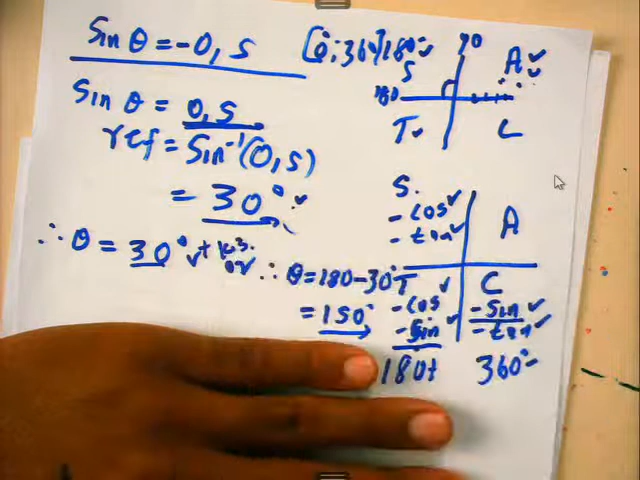 Sin θ = -0,5
[0°; 360°] 180°
Sin θ = 0,5
ref = Sin⁻¹(0,5)
= 30°
∴ θ = 30°
∴ θ = 180 - 30°
= 150°
90
S A
180
T C
S. A
- cos
- tan
T C
- cos - sin
- sin - tan
180+ 360°-